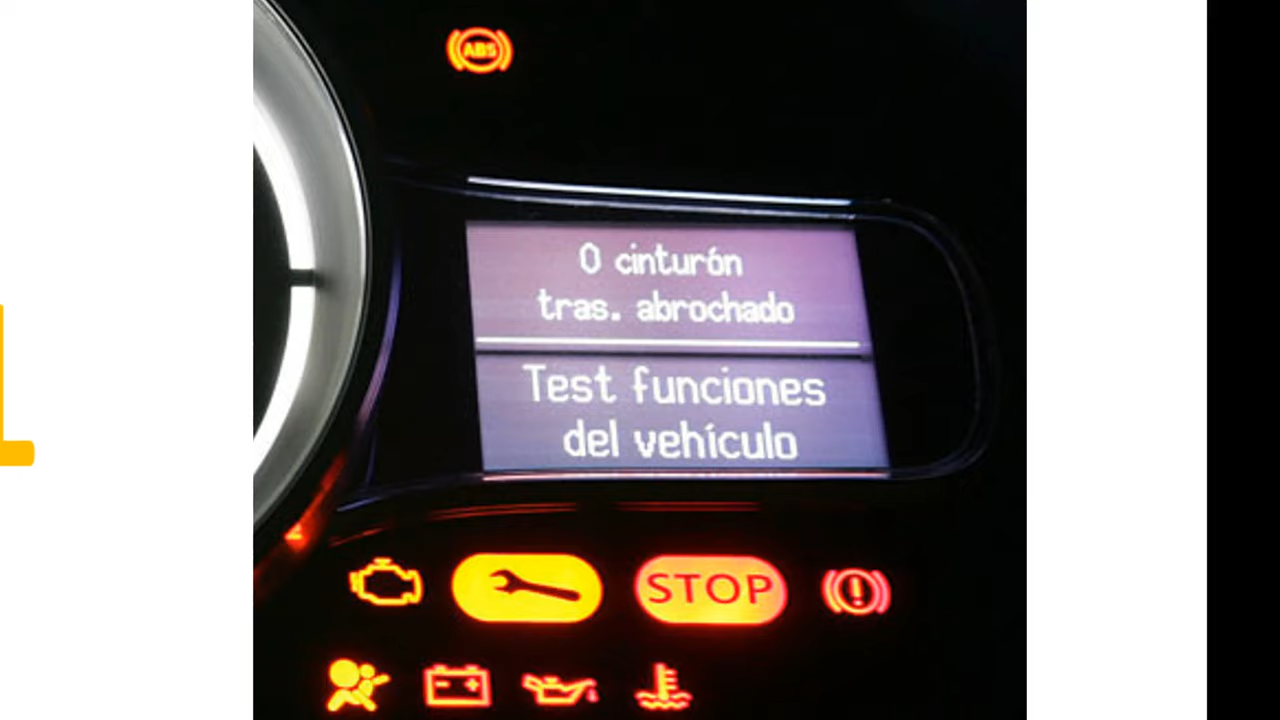 ABS
0 cinturón
tras. abrochado
Test funciones
del vehículo
STOP